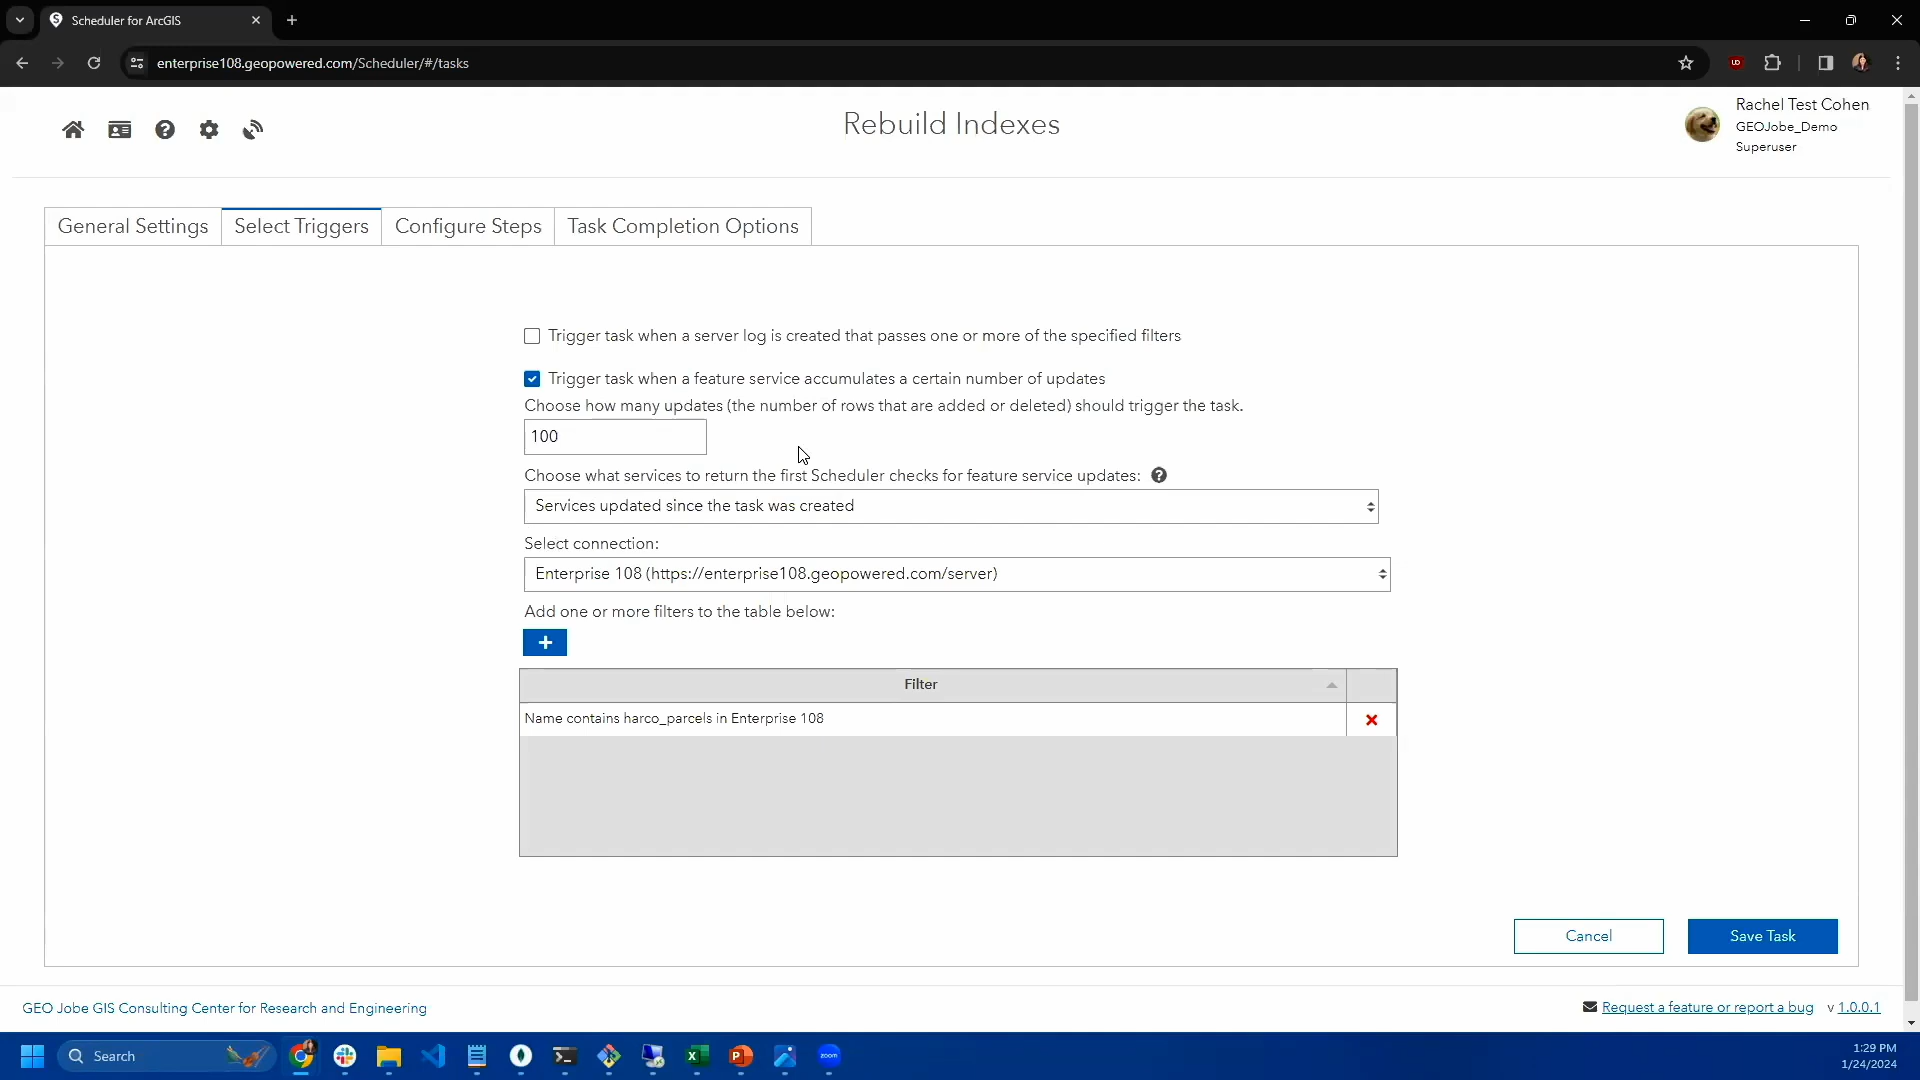 Scheduler for ArcGIS
enterprise108.geopowered.com/Scheduler/#/tasks
Rebuild Indexes
Rachel Test Cohen
GEOJobe_Demo
Superuser
General Settings
Select Triggers
Configure Steps
Task Completion Options
Trigger task when a server log is created that passes one or more of the specified filters
Trigger task when a feature service accumulates a certain number of updates
Choose how many updates (the number of rows that are added or deleted) should trigger the task.
100
Choose what services to return the first Scheduler checks for feature service updates:
Services updated since the task was created
Select connection:
Enterprise 108 (https://enterprise108.geopowered.com/server)
Add one or more filters to the table below:
+
Filter
Name contains harco_parcels in Enterprise 108
Cancel
Save Task
GEO Jobe GIS Consulting Center for Research and Engineering
Request a feature or report a bug
v 1.0.0.1
Search
zoom
1:29 PM
1/24/2024